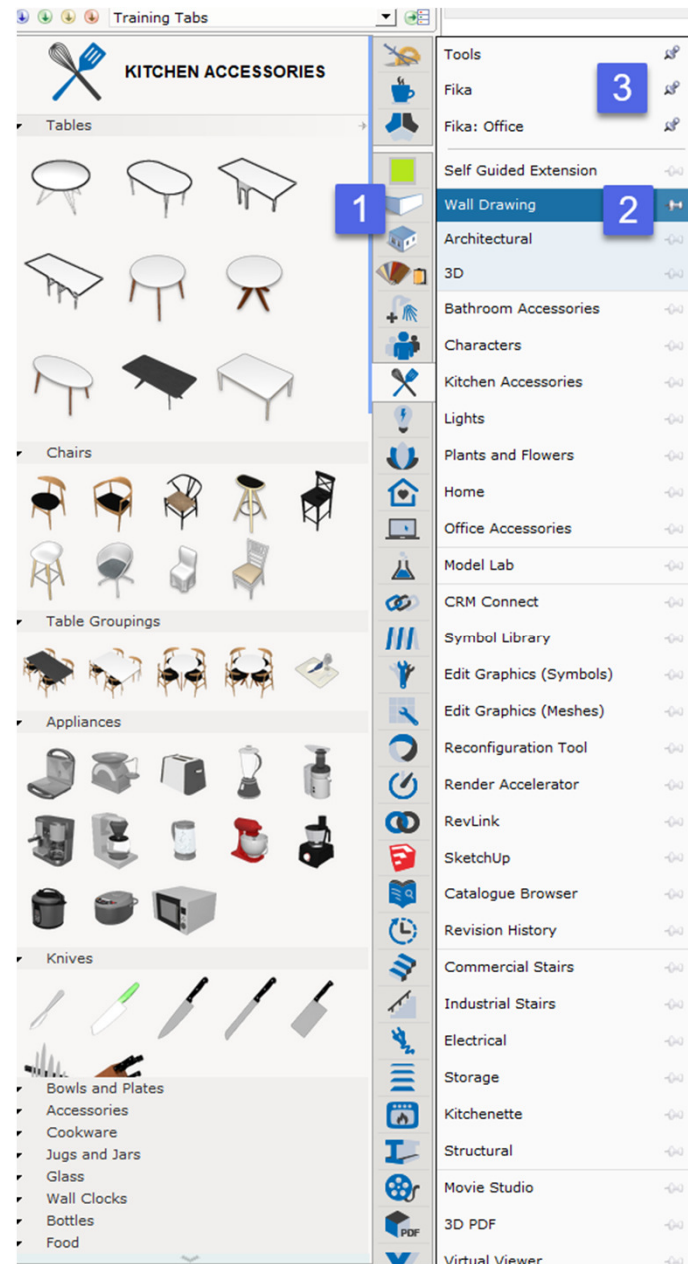 Training Tabs
KITCHEN ACCESSORIES
Tables
Chairs
Table Groupings
Appliances
Knives
Bowls and Plates
Accessories
Cookware
Jugs and Jars
Glass
Wall Clocks
Bottles
Food
1
PDF
Tools
Fika
3
Fika: Office
Self Guided Extension
Wall Drawing
2
Architectural
3D
Bathroom Accessories
Characters
Kitchen Accessories
Lights
Plants and Flowers
Home
Office Accessories
Model Lab
CRM Connect
Symbol Library
Edit Graphics (Symbols)
Edit Graphics (Meshes)
Reconfiguration Tool
Render Accelerator
RevLink
SketchUp
Catalogue Browser
Revision History
Commercial Stairs
Industrial Stairs
Electrical
Storage
Kitchenette
Structural
Movie Studio
3D PDF
Virtual Viewer